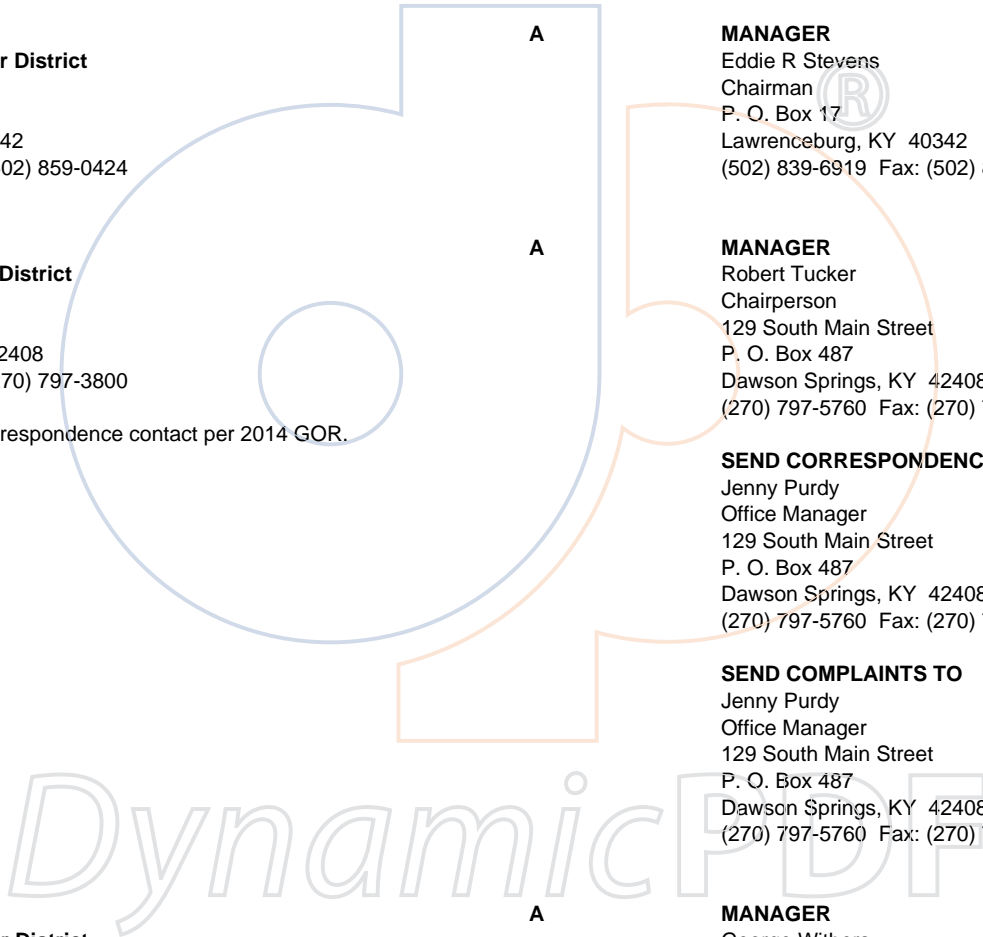 A
r District
42
02) 859-0424
MANAGER
Eddie R Stevens
Chairman
P. O. Box 17
Lawrenceburg, KY 40342
(502) 839-6919 Fax: (502)
®
A
District
2408
70) 797-3800
respondence contact per 2014 GOR.
MANAGER
Robert Tucker
Chairperson
129 South Main Street
P. O. Box 487
Dawson Springs, KY 42408
(270) 797-5760 Fax: (270)
SEND CORRESPONDENC
Jenny Purdy
Office Manager
129 South Main Street
P. O. Box 487
Dawson Springs, KY 42408
(270) 797-5760 Fax: (270)
SEND COMPLAINTS TO
Jenny Purdy
Office Manager
129 South Main Street
P. O. Box 487
Dawson Springs, KY 42408
(270) 797-5760 Fax: (270)
DynamicPDF
A
MANAGER